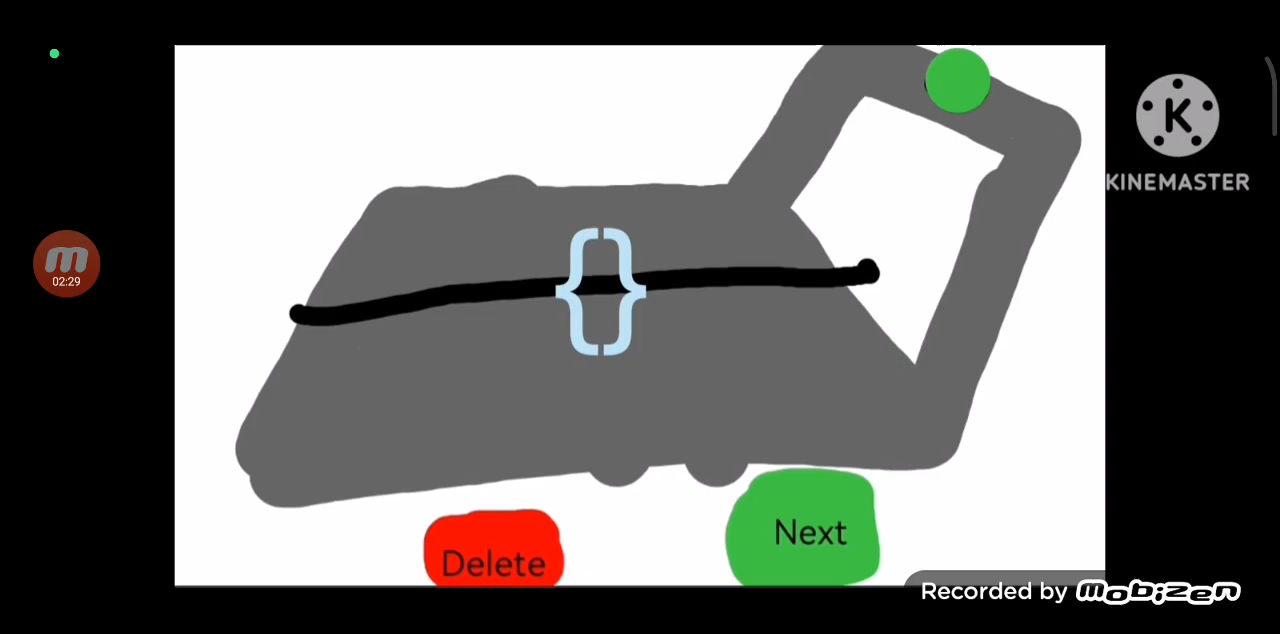 K
KINEMASTER
m
02:29
{}
Delete
Next
Recorded by mobizen